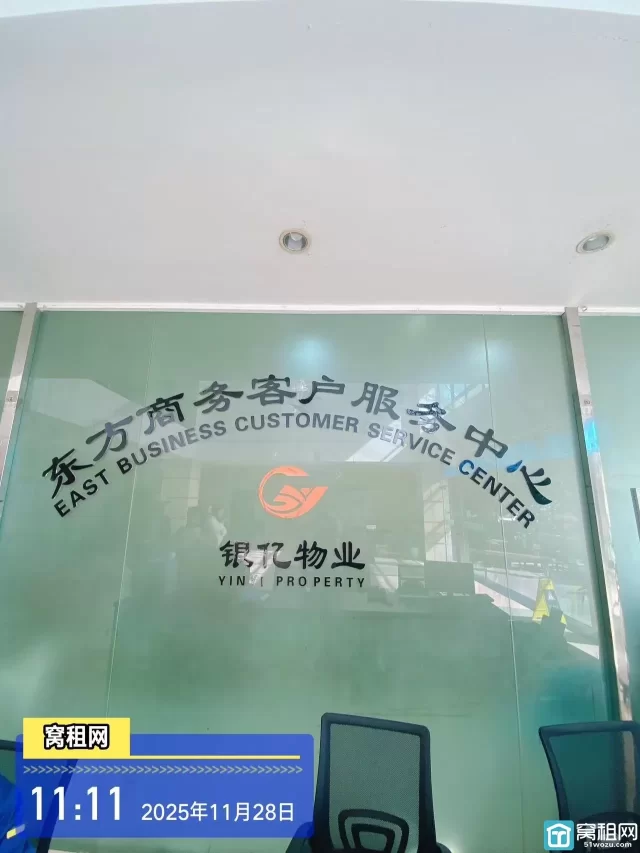 东方商务客户服务中心
EAST BUSINESS CUSTOMER SERVICE CENTER
银亿物业
YINYI PROPERTY
窝租网
11:11 2025年11月28日
窝租网
51wozu.com